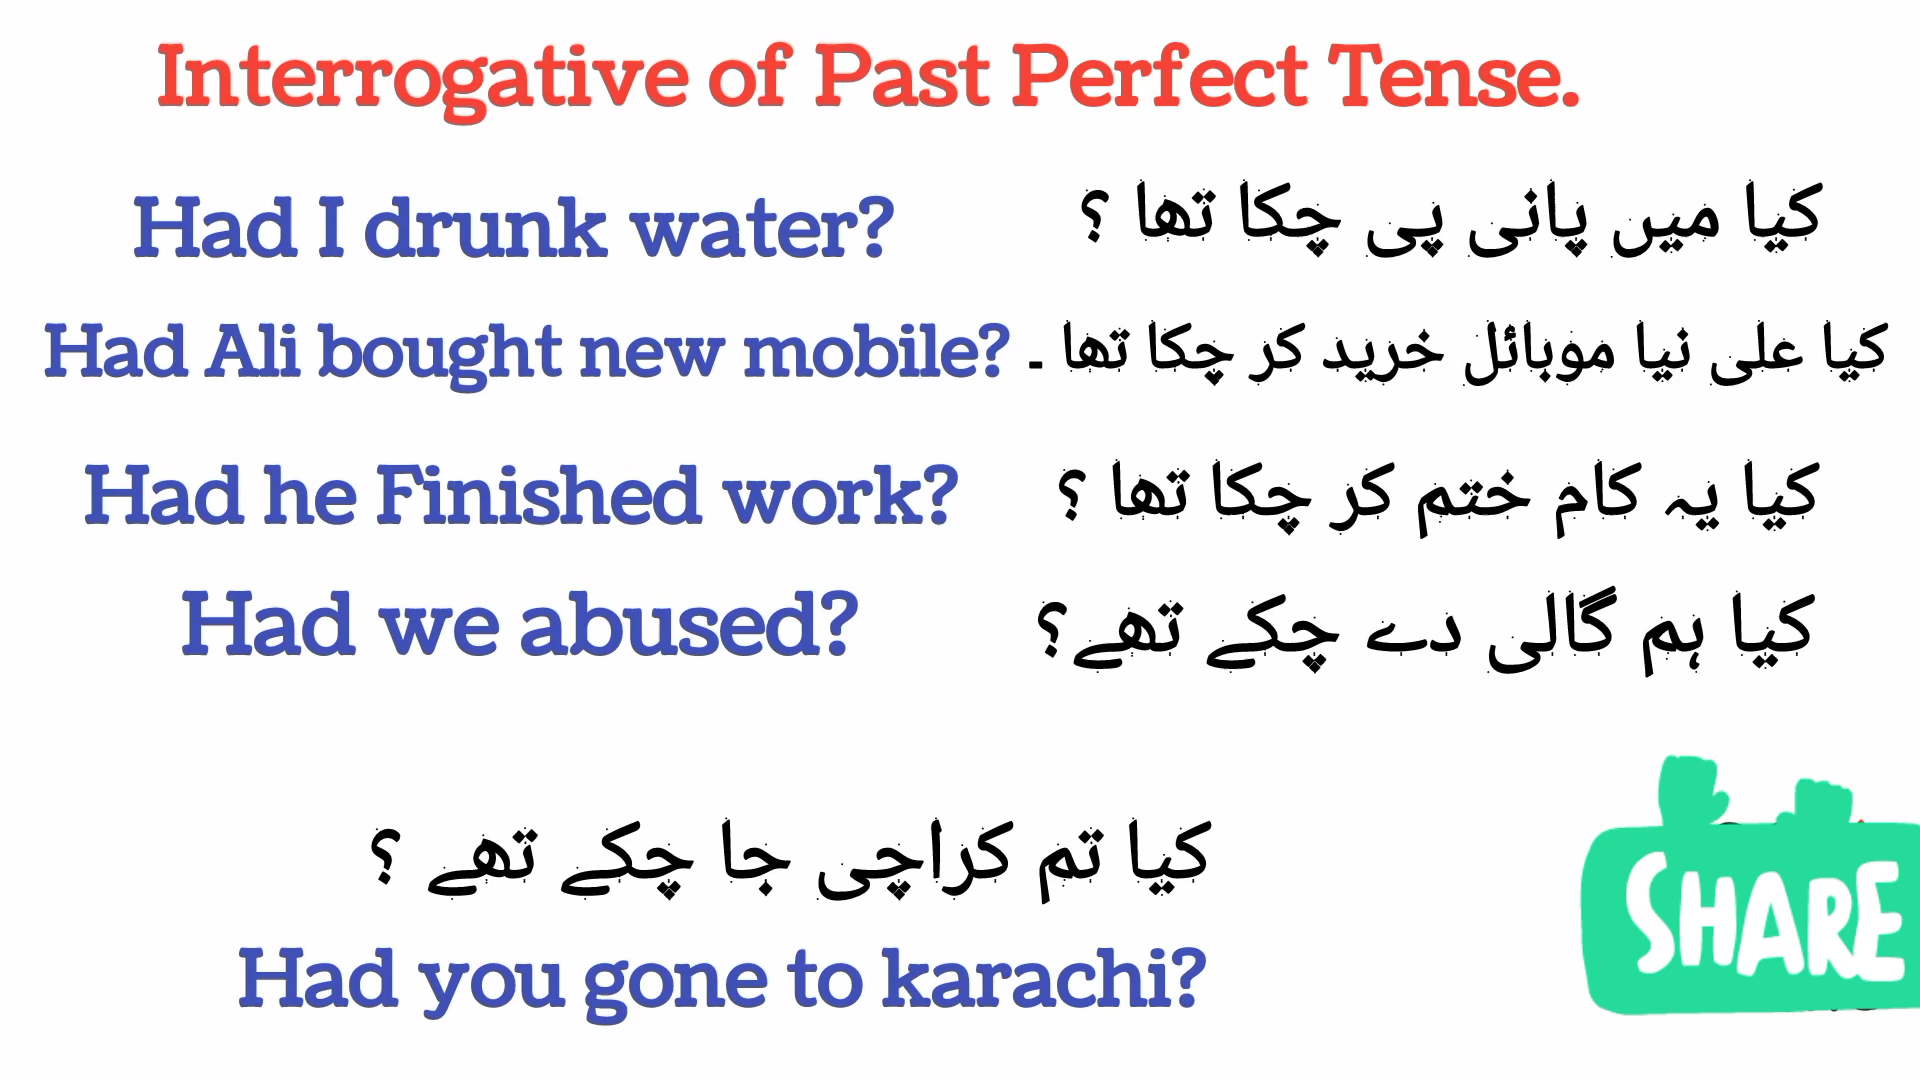 Interrogative of Past Perfect Tense.
Had I drunk water? کیا میں پانی پی چکا تھا ؟
Had Ali bought new mobile? کیا علی نیا موبائل خرید کر چکا تھا ۔
Had he Finished work? کیا یہ کام ختم کر چکا تھا ؟
Had we abused? کیا ہم گالی دے چکے تھے؟
کیا تم کراچی جا چکے تھے ؟
Had you gone to karachi?
SHARE